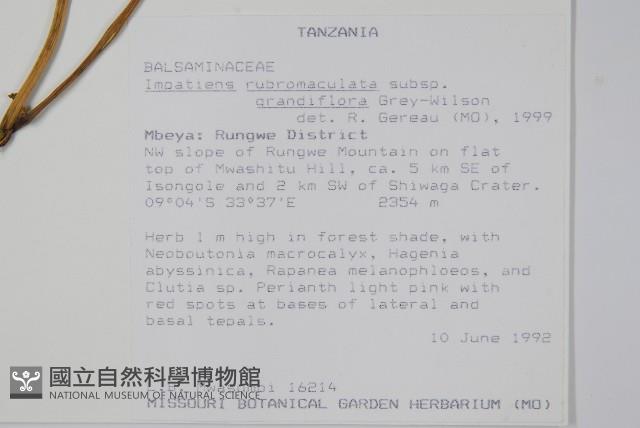 TANZANIA
BALSAMINACEAE
Impatiens rubromaculata subsp.
grandiflora Grey-Wilson
det. R. Gereau (MO), 1999
Mbeya: Rungwe District
NW slope of Rungwe Mountain on flat
top of Mwashitu Hill, ca. 5 km SE of
Isongole and 2 km SW of Shiwaga Crater.
09°04'S 33°37'E 2354 m
Herb 1 m high in forest shade, with
Neoboutonia macrocalyx, Hagenia
abyssinica, Rapanea melanophloeos, and
Clutia sp. Perianth light pink with
red spots at bases of lateral and
basal tepals.
10 June 1992
16214
MISSOURI BOTANICAL GARDEN HERBARIUM (MO)
國立自然科學博物館
NATIONAL MUSEUM OF NATURAL SCIENCE